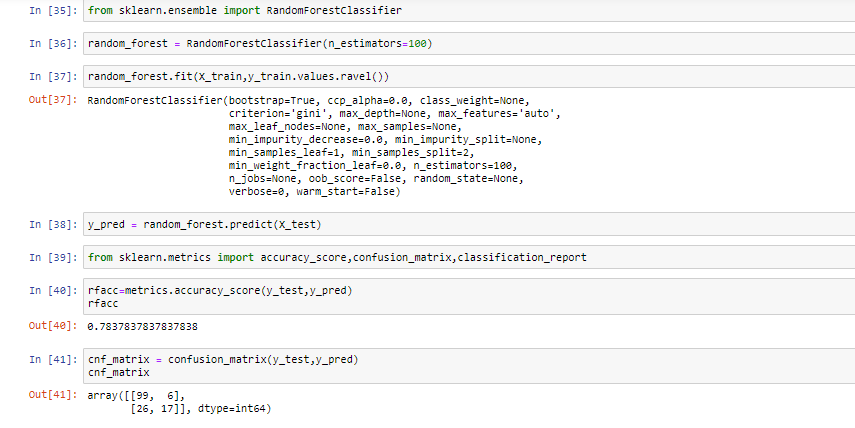 In [35]: from sklearn.ensemble import RandomForestClassifier
In [36]: random_forest = RandomForestClassifier(n_estimators=100)
In [37]: random_forest.fit(X_train,y_train.values.ravel())
Out[37]: RandomForestClassifier(bootstrap=True, ccp_alpha=0.0, class_weight=None,
criterion='gini', max_depth=None, max_features='auto',
max_leaf_nodes=None, max_samples=None,
min_impurity_decrease=0.0, min_impurity_split=None,
min_samples_leaf=1, min_samples_split=2,
min_weight_fraction_leaf=0.0, n_estimators=100,
n_jobs=None, oob_score=False, random_state=None,
verbose=0, warm_start=False)
In [38]: y_pred = random_forest.predict(X_test)
In [39]: from sklearn.metrics import accuracy_score,confusion_matrix,classification_report
In [40]: rfacc=metrics.accuracy_score(y_test,y_pred)
rfacc
Out[40]: 0.7837837837837838
In [41]: cnf_matrix = confusion_matrix(y_test,y_pred)
cnf_matrix
Out[41]: array([[99,  6],
[26, 17]], dtype=int64)